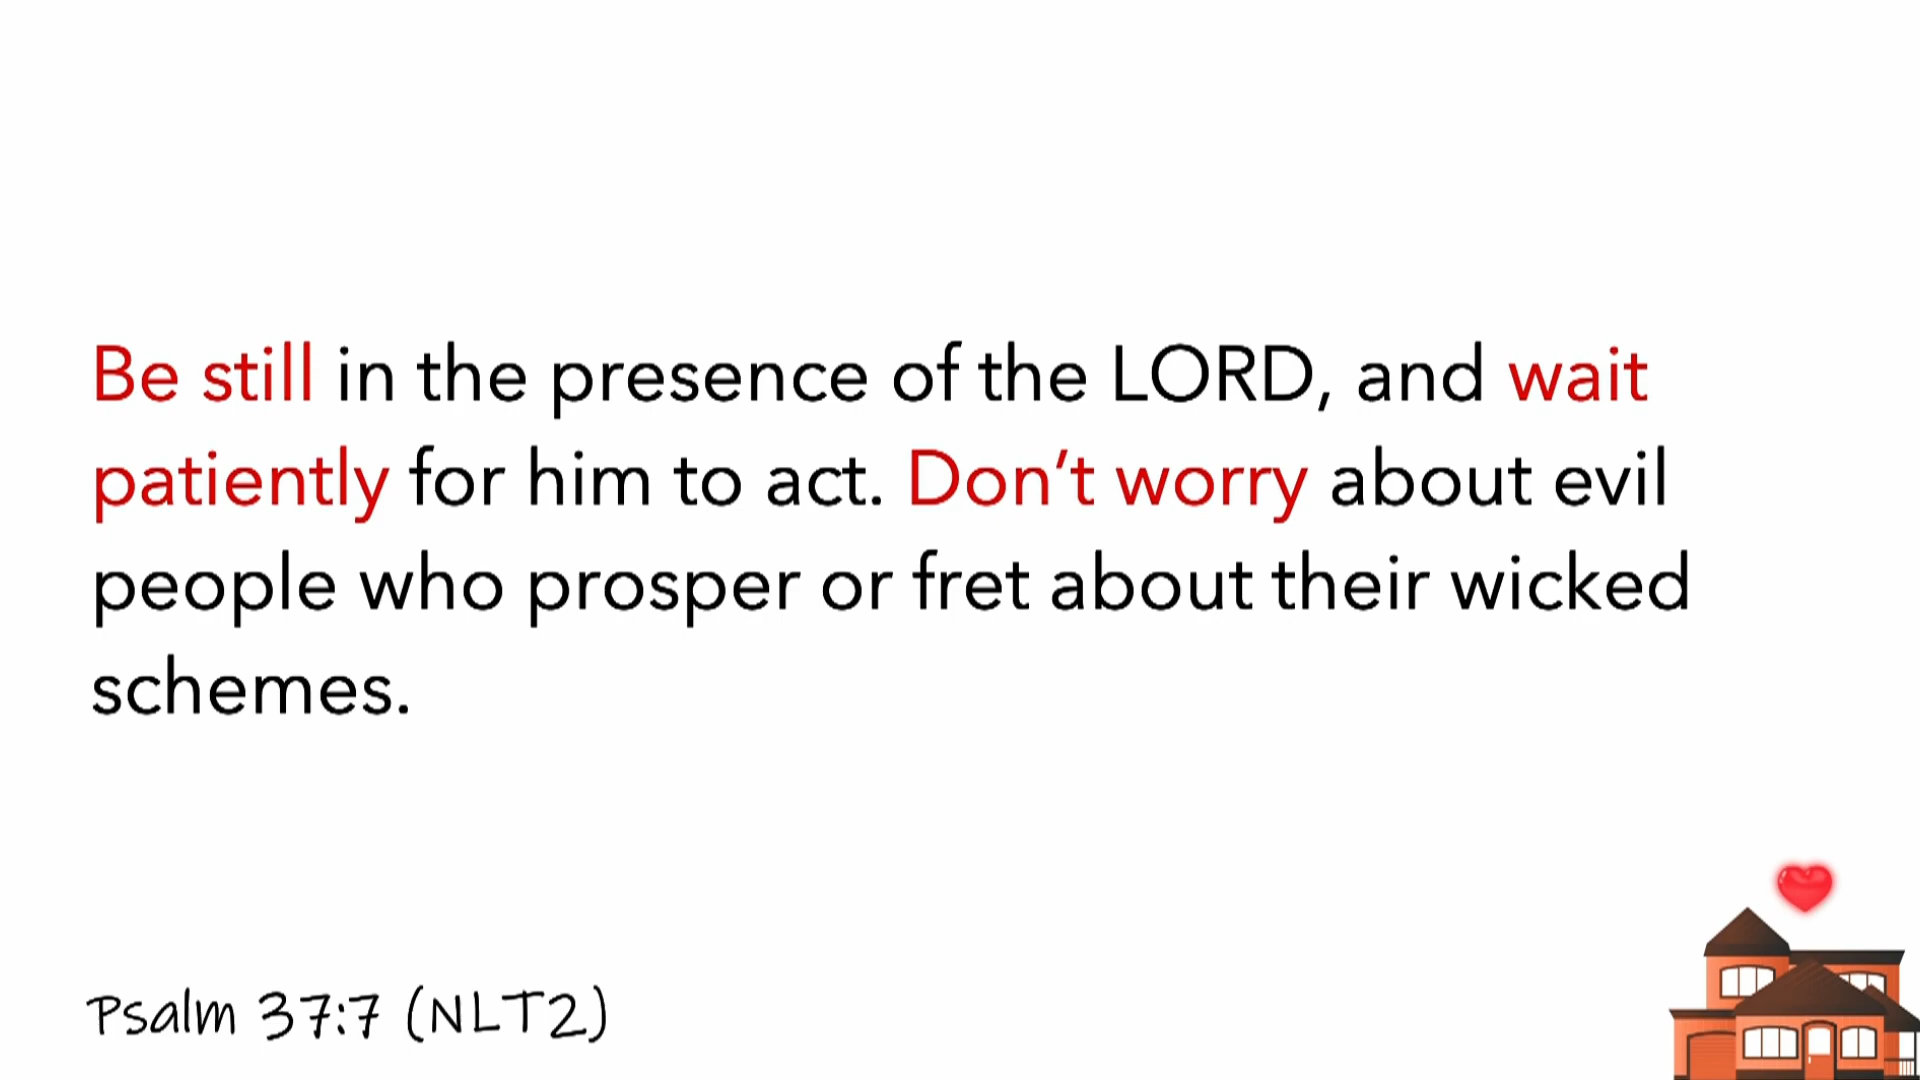 Be still in the presence of the LORD, and wait
patiently for him to act. Don’t worry about evil
people who prosper or fret about their wicked
schemes.
Psalm 37:7 (NLT2)